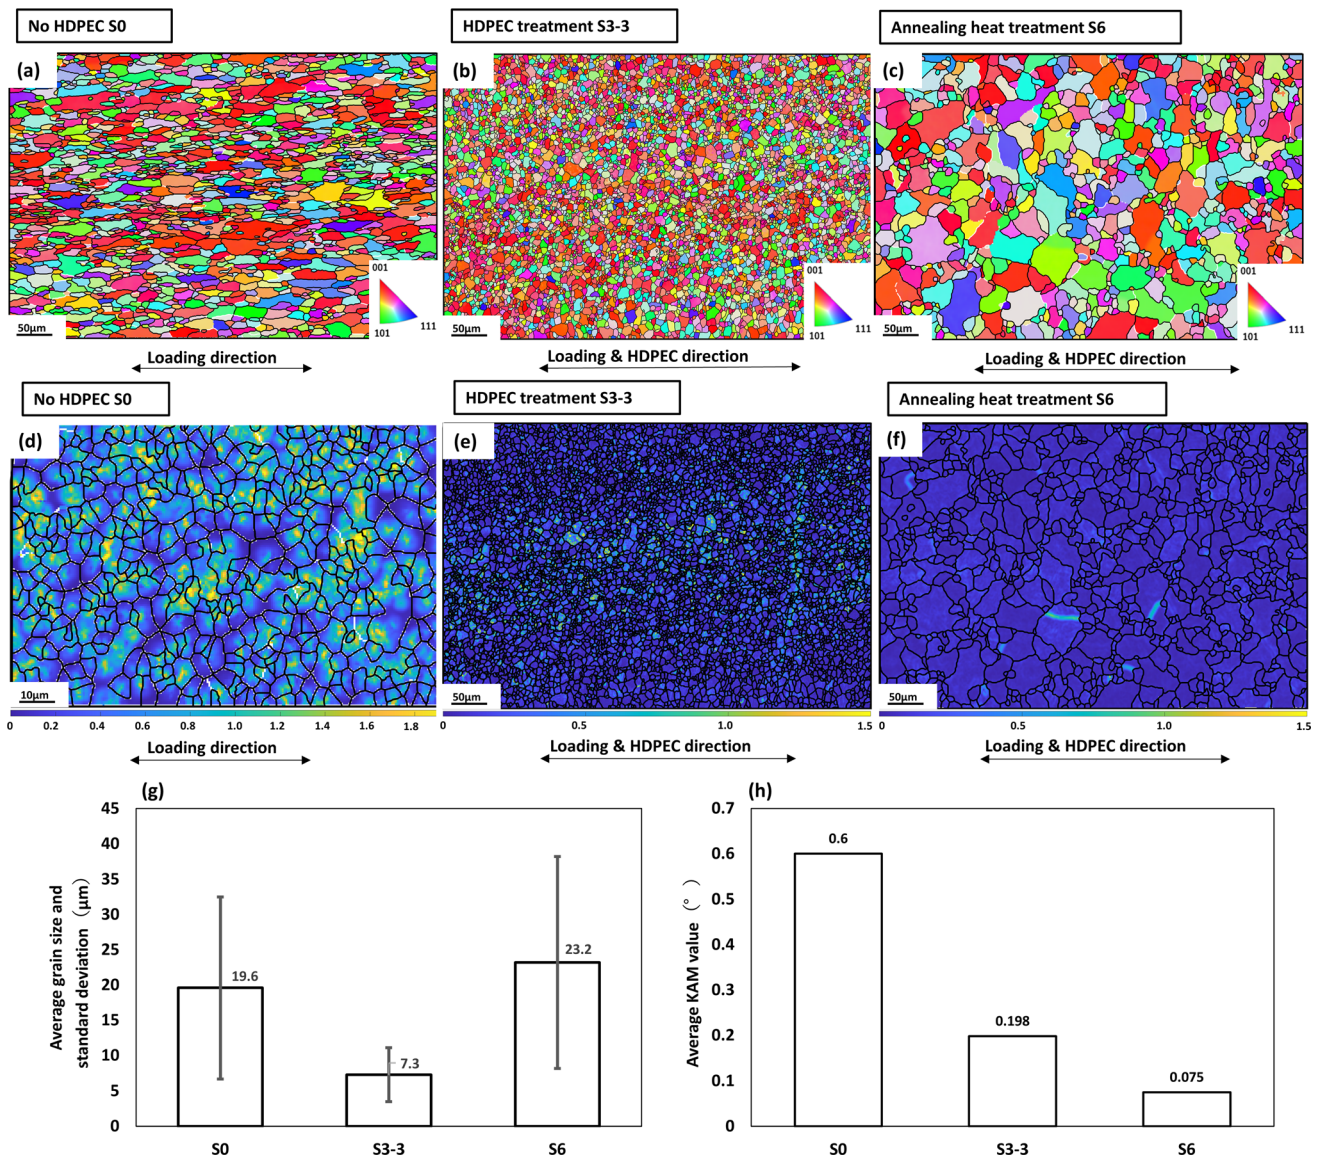 No HDPEC S0
HDPEC treatment S3-3
Annealing heat treatment S6
(a)
(b)
(c)
001
101
111
50μm
001
101
111
50μm
001
101
111
50μm
Loading direction
Loading & HDPEC direction
Loading & HDPEC direction
No HDPEC S0
HDPEC treatment S3-3
Annealing heat treatment S6
(d)
(e)
(f)
10μm
50μm
50μm
0 0.2 0.4 0.6 0.8 1.0 1.2 1.4 1.6 1.8
0 0.5 1.0 1.5
0.5 1.0 1.5
Loading direction
Loading & HDPEC direction
Loading & HDPEC direction
(g)
Average grain size and
standard deviation（μm）
45
40
35
30
25
20
15
10
5
0
19.6
7.3
23.2
S0 S3-3 S6
(h)
Average KAM value（°）
0.7
0.6
0.5
0.4
0.3
0.2
0.1
0
0.6
0.198
0.075
S0 S3-3 S6